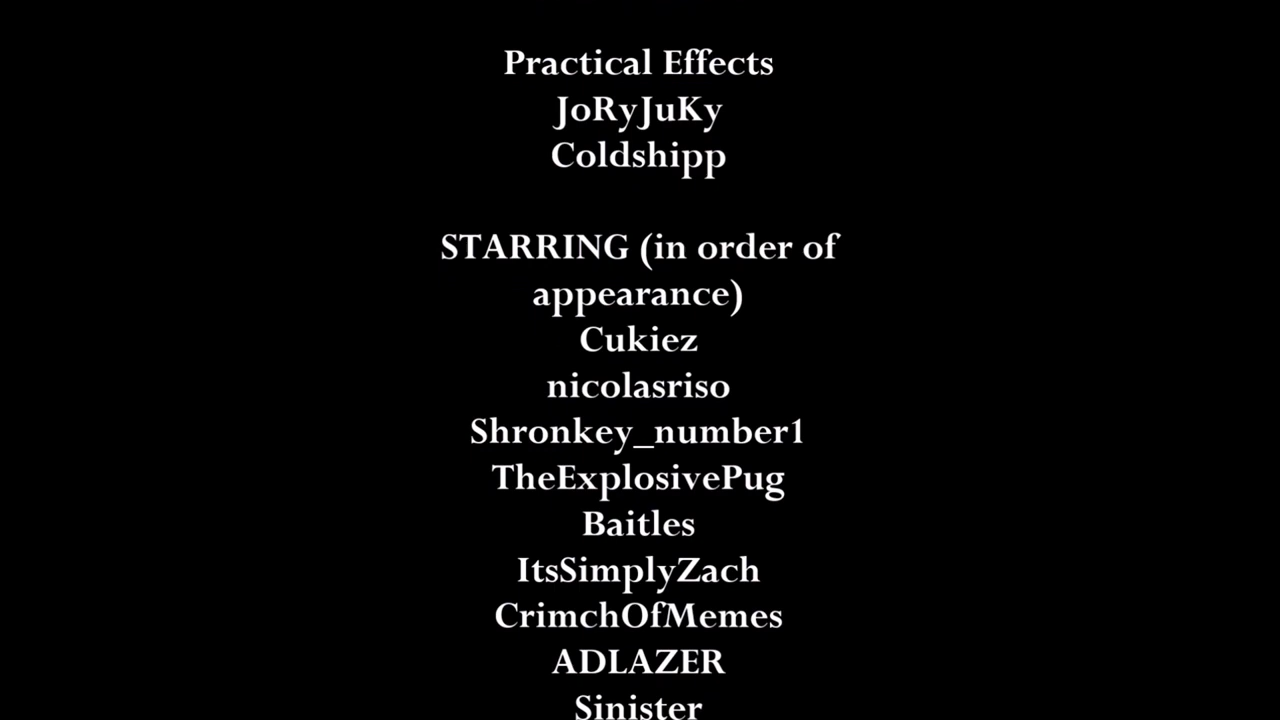 Practical Effects
JoRyJuKy
Coldshipp
STARRING (in order of
appearance)
Cukiez
nicolasriso
Shronkey_number1
TheExplosivePug
Baitles
ItsSimplyZach
CrimchOfMemes
ADLAZER
Sinister